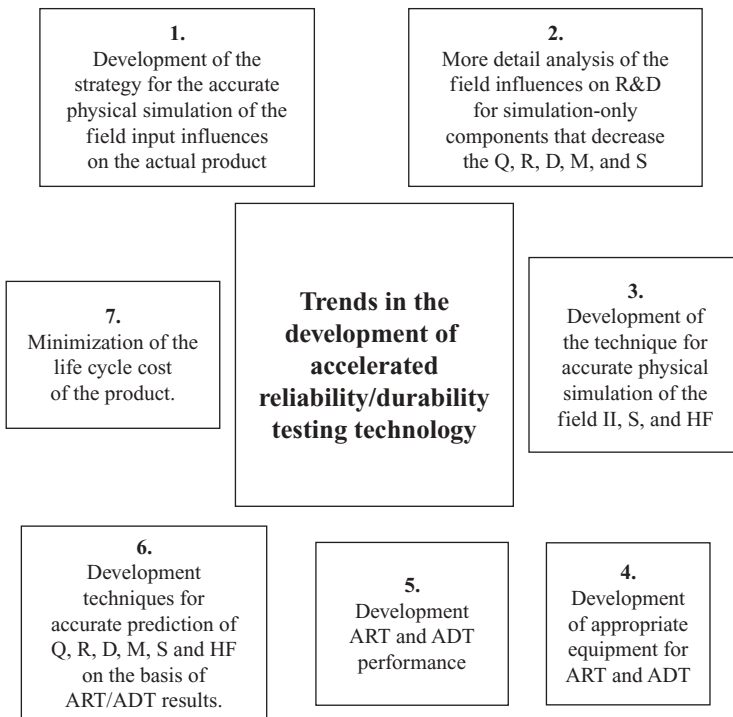 1.
Development of the
strategy for the accurate
physical simulation of the
field input influences
on the actual product
2.
More detail analysis of the
field influences on R&D
for simulation-only
components that decrease
the Q, R, D, M, and S
Trends in the
development of
accelerated
reliability/durability
testing technology
3.
Development of
the technique for
accurate physical
simulation of the
field II, S, and HF
7.
Minimization of the
life cycle cost
of the product.
6.
Development
techniques for
accurate prediction of
Q, R, D, M, S and HF
on the basis of
ART/ADT results.
5.
Development
ART and ADT
performance
4.
Development
of appropriate
equipment for
ART and ADT